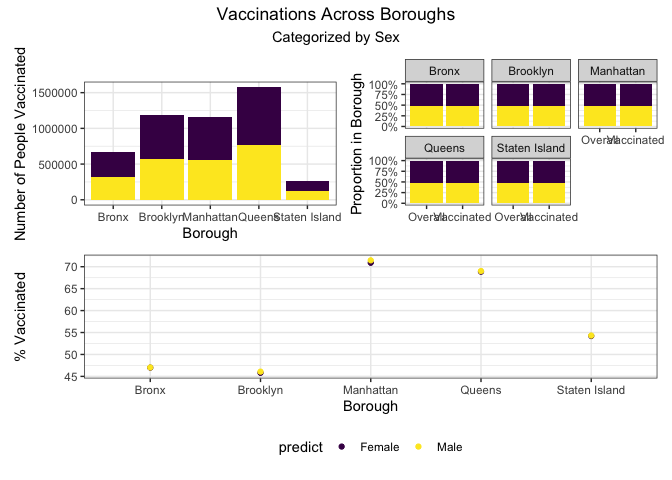 Vaccinations Across Boroughs
Categorized by Sex
Number of People Vaccinated
1500000
1000000
500000
0
Bronx Brooklyn Manhattan Queens Staten Island
Borough
Proportion in Borough
Bronx Brooklyn Manhattan
100%
75%
50%
25%
0%
Overall Vaccinated
Queens Staten Island
100%
75%
50%
25%
0%
Overall Vaccinated Overall Vaccinated
% Vaccinated
70
65
60
55
50
45
Bronx Brooklyn Manhattan Queens Staten Island
Borough
predict Female Male